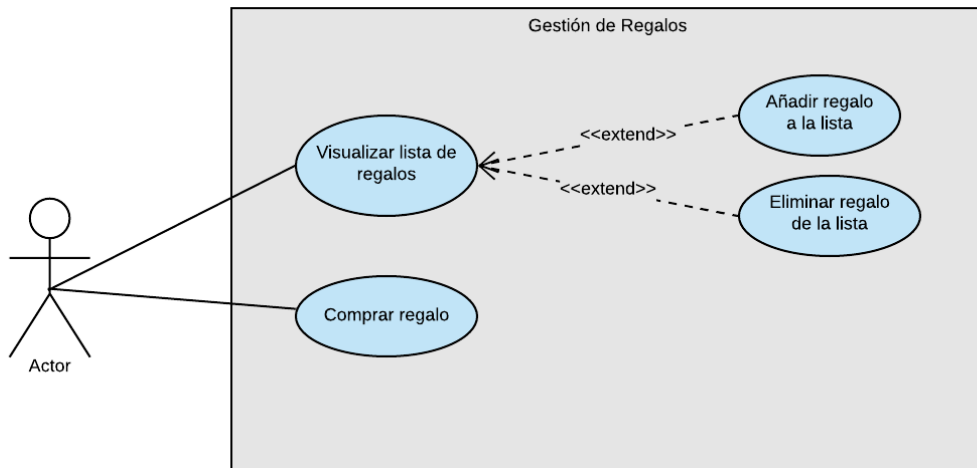 Gestión de Regalos
Visualizar lista de
regalos
<<extend>>
Añadir regalo
a la lista
<<extend>>
Eliminar regalo
de la lista
Comprar regalo
Actor